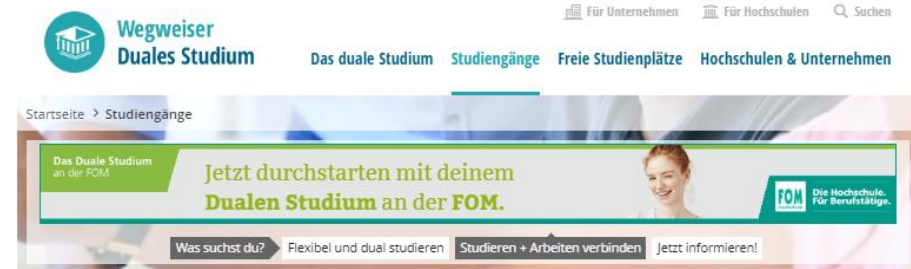 Für Unternehmen Für Hochschulen Suchen
Wegweiser
Duales Studium
Das duale Studium Studiengänge Freie Studienplätze Hochschulen & Unternehmen
Startseite > Studiengänge
Das Duale Studium
an der FOM
Jetzt durchstarten mit deinem
Dualen Studium an der FOM.
FOM
Die Hochschule.
Für Berufstätige.
Was suchst du? Flexibel und dual studieren Studieren + Arbeiten verbinden Jetzt informieren!